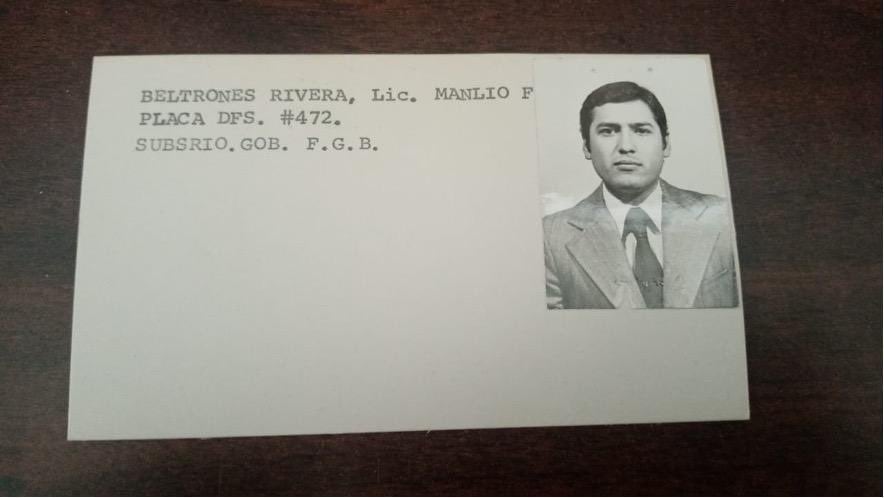 BELTRONES RIVERA, Lic. MANLIO F
PLACA DFS. #472.
SUBSRIO.GOB. F.G.B.